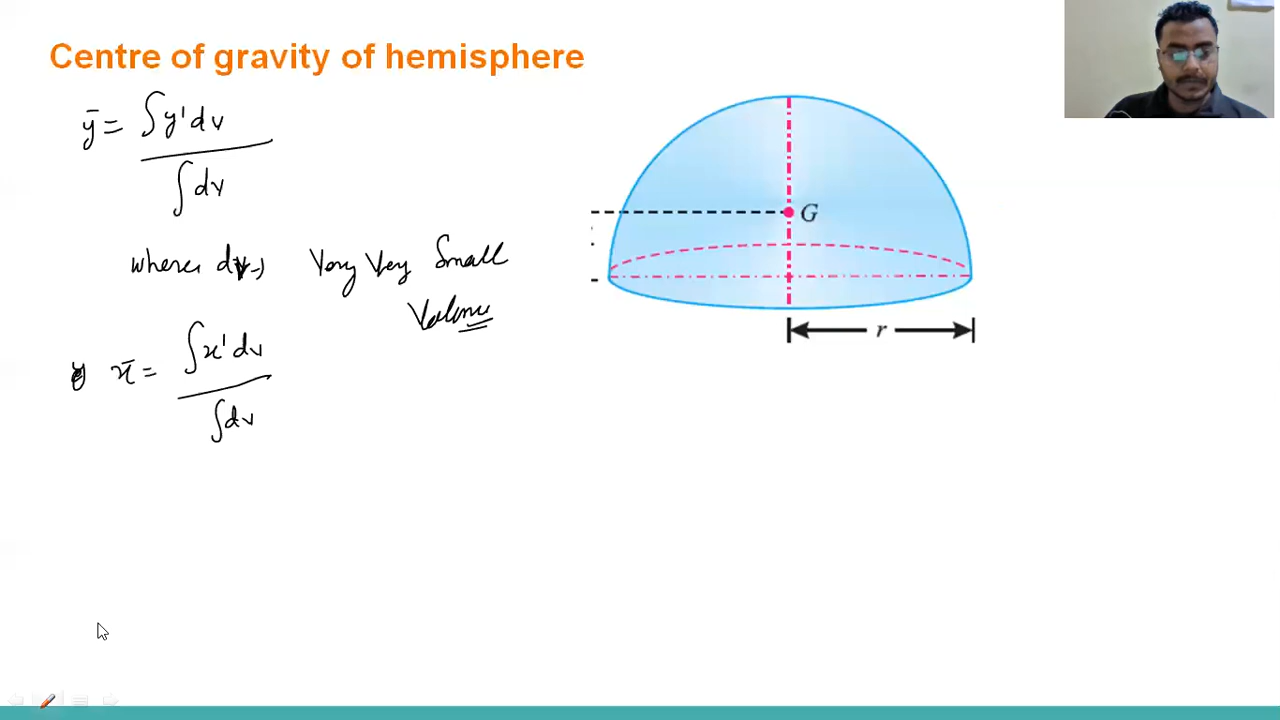 Centre of gravity of hemisphere
ȳ = ∫y'dv
∫dv
where dv → Very Very Small
Volume
x̄ = ∫x'dv
∫dv
G
r